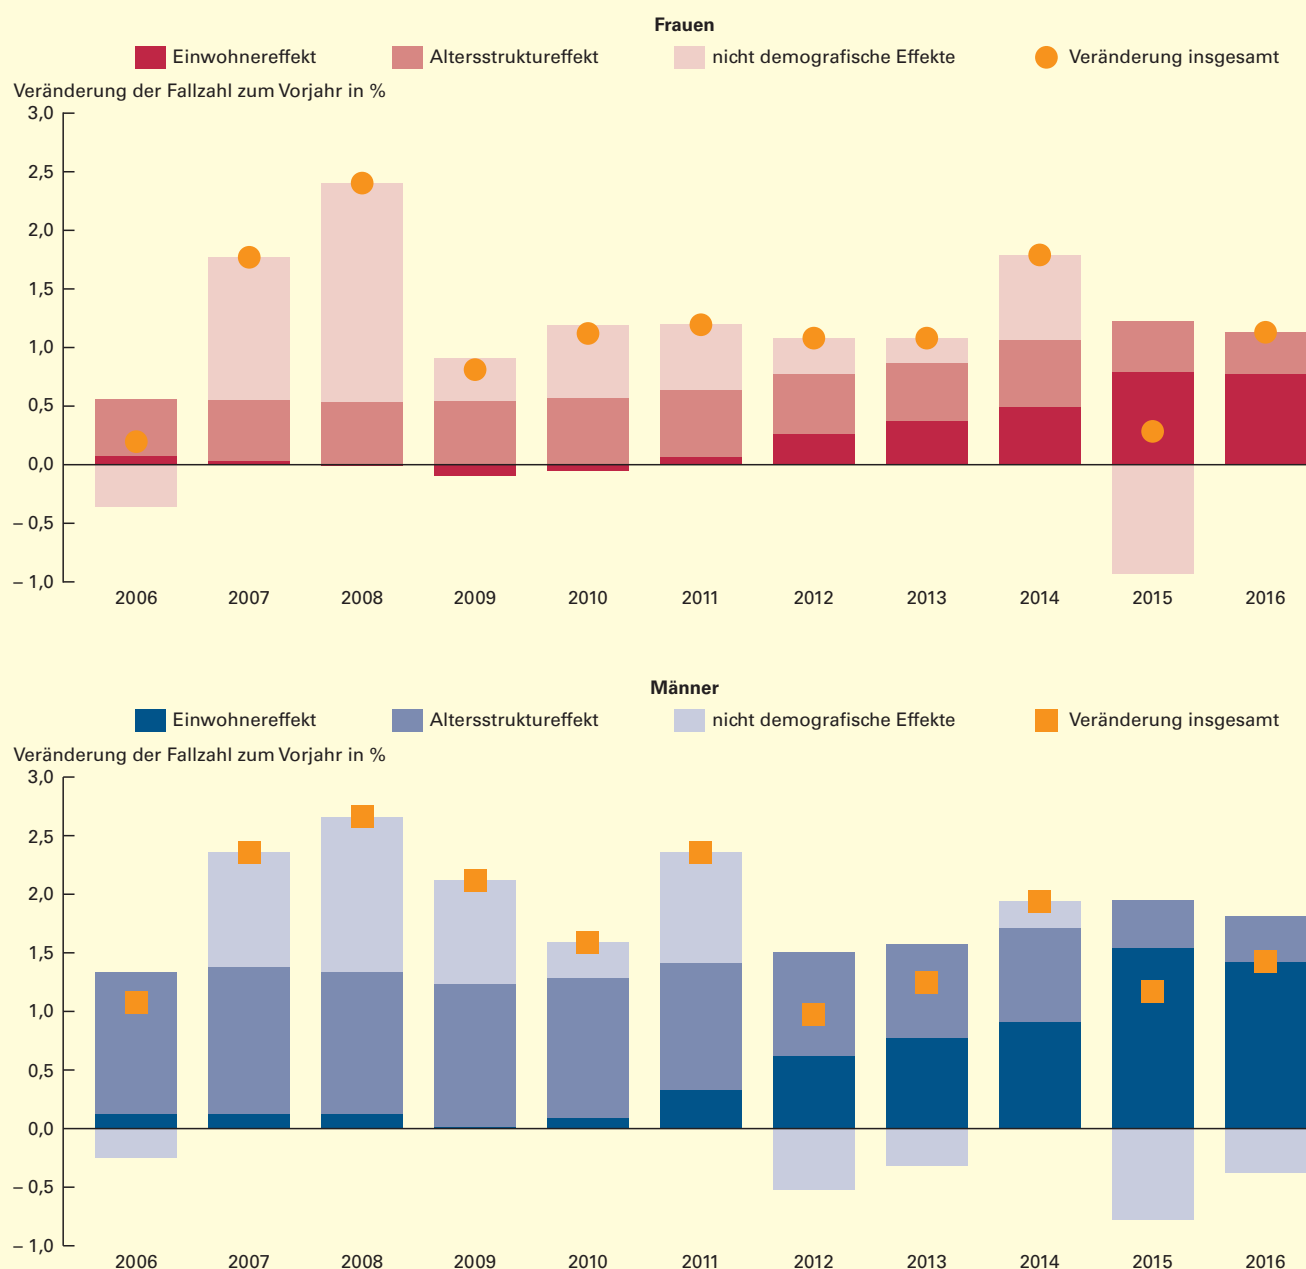 Frauen
Einwohnereffekt Altersstruktureffekt nicht demografische Effekte Veränderung insgesamt
Veränderung der Fallzahl zum Vorjahr in %
3,0
2,5
2,0
1,5
1,0
0,5
0,0
– 0,5
– 1,0
2006 2007 2008 2009 2010 2011 2012 2013 2014 2015 2016
Männer
Einwohnereffekt Altersstruktureffekt nicht demografische Effekte Veränderung insgesamt
Veränderung der Fallzahl zum Vorjahr in %
3,0
2,5
2,0
1,5
1,0
0,5
0,0
– 0,5
– 1,0
2006 2007 2008 2009 2010 2011 2012 2013 2014 2015 2016